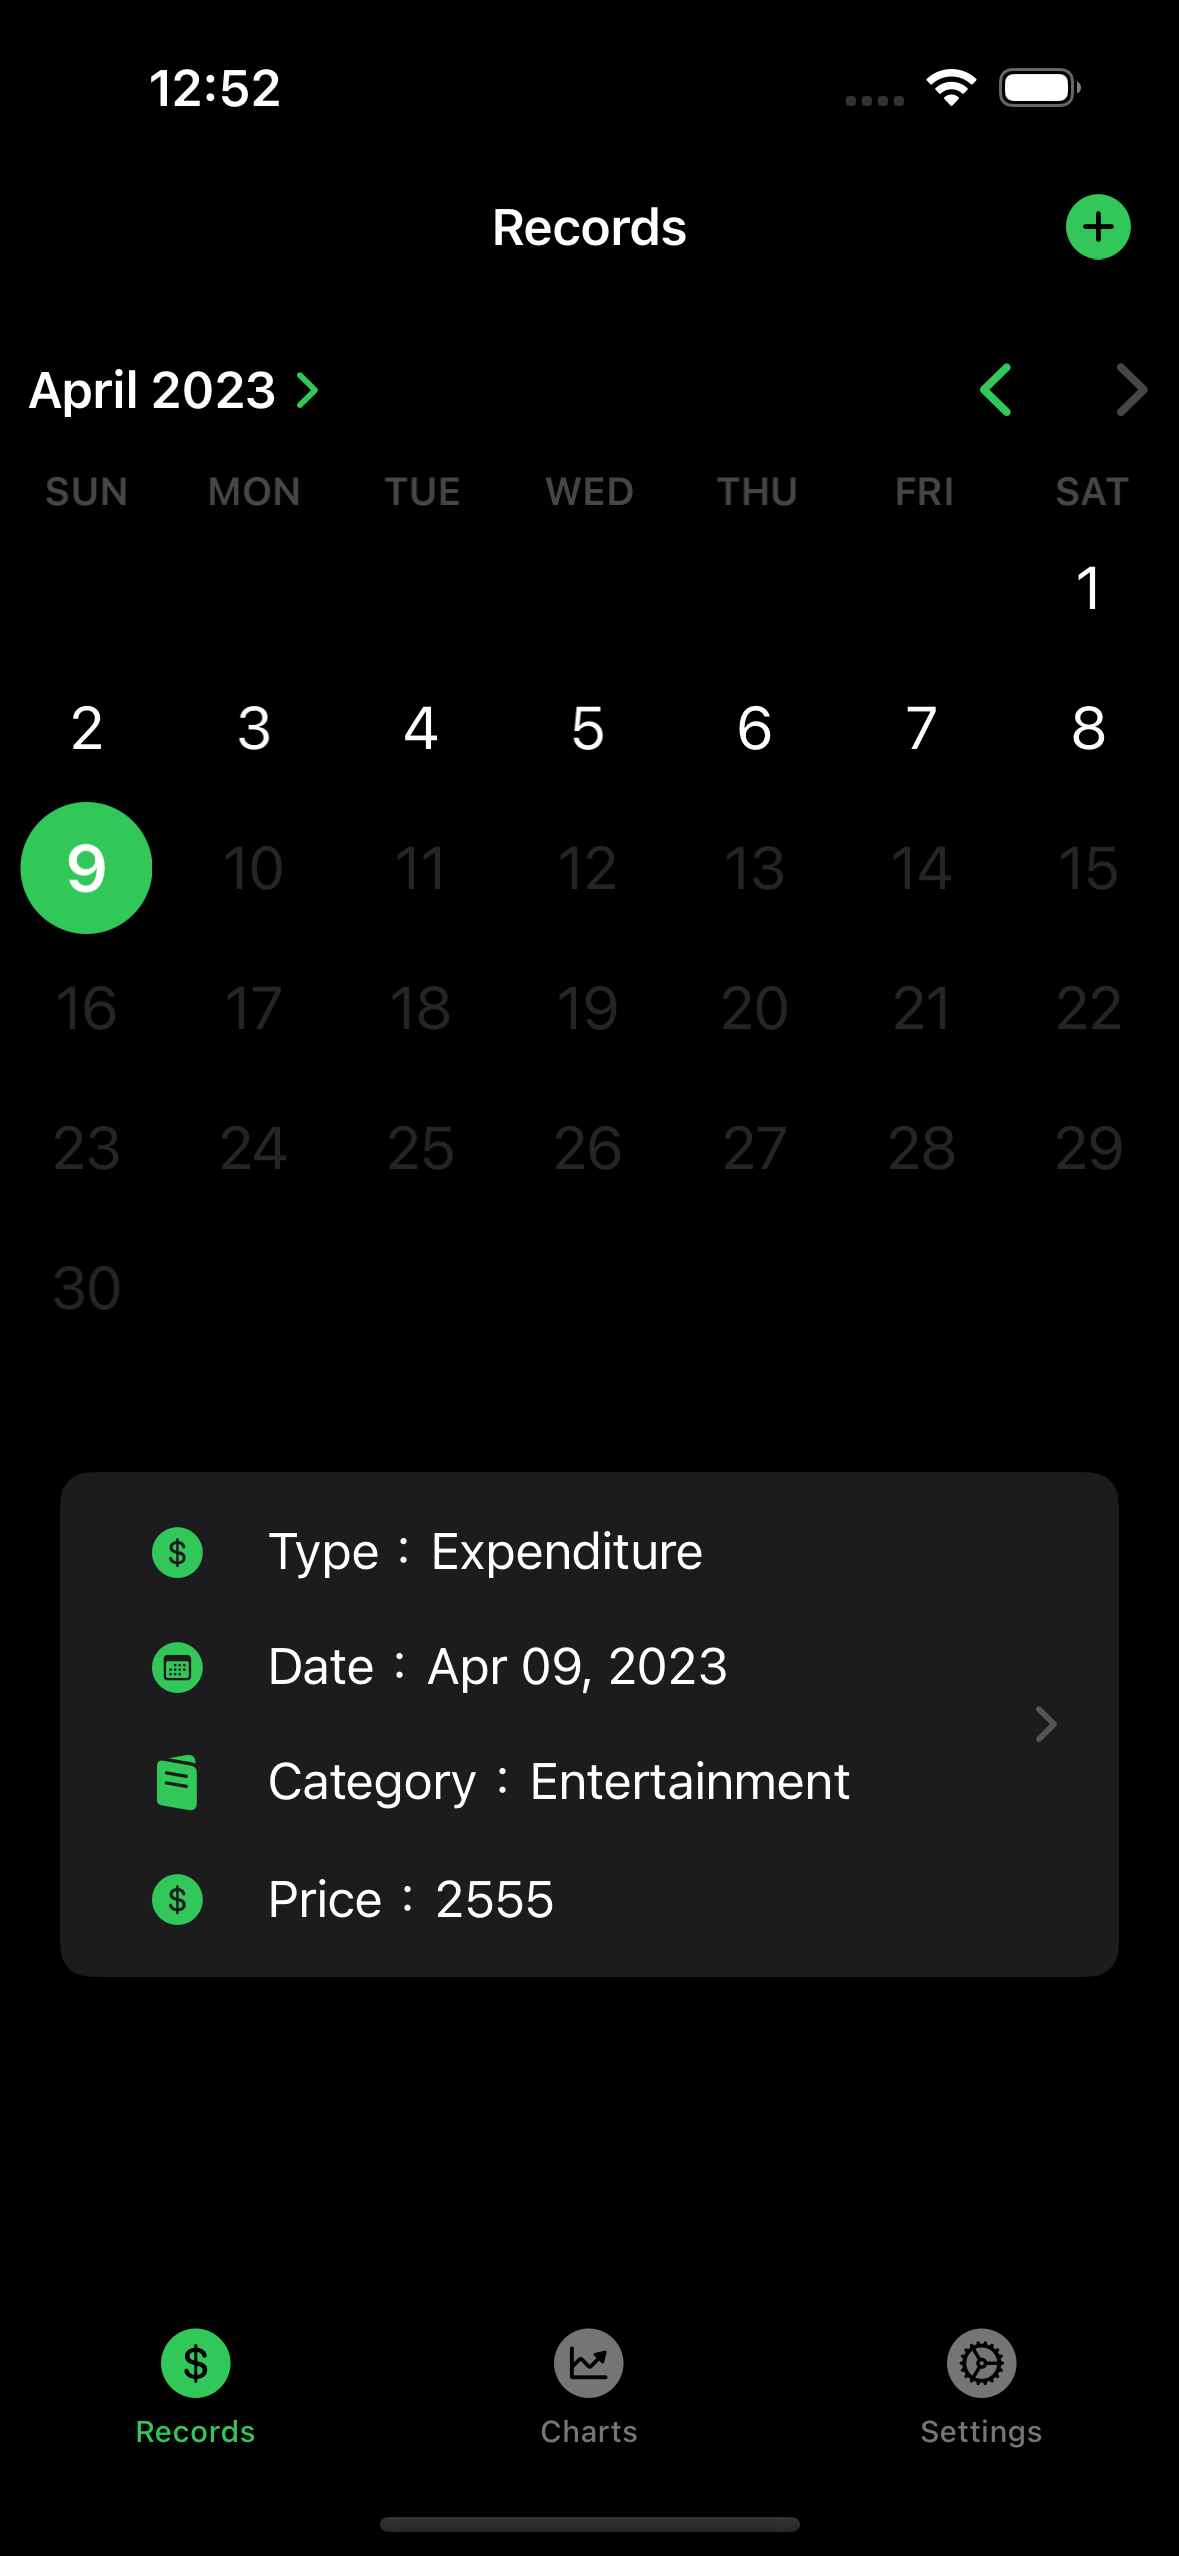 12:52
Records
April 2023
SUN MON TUE WED THU FRI SAT
1
2 3 4 5 6 7 8
9 10 11 12 13 14 15
16 17 18 19 20 21 22
23 24 25 26 27 28 29
30
Type : Expenditure
Date : Apr 09, 2023
Category : Entertainment
Price : 2555
Records Charts Settings